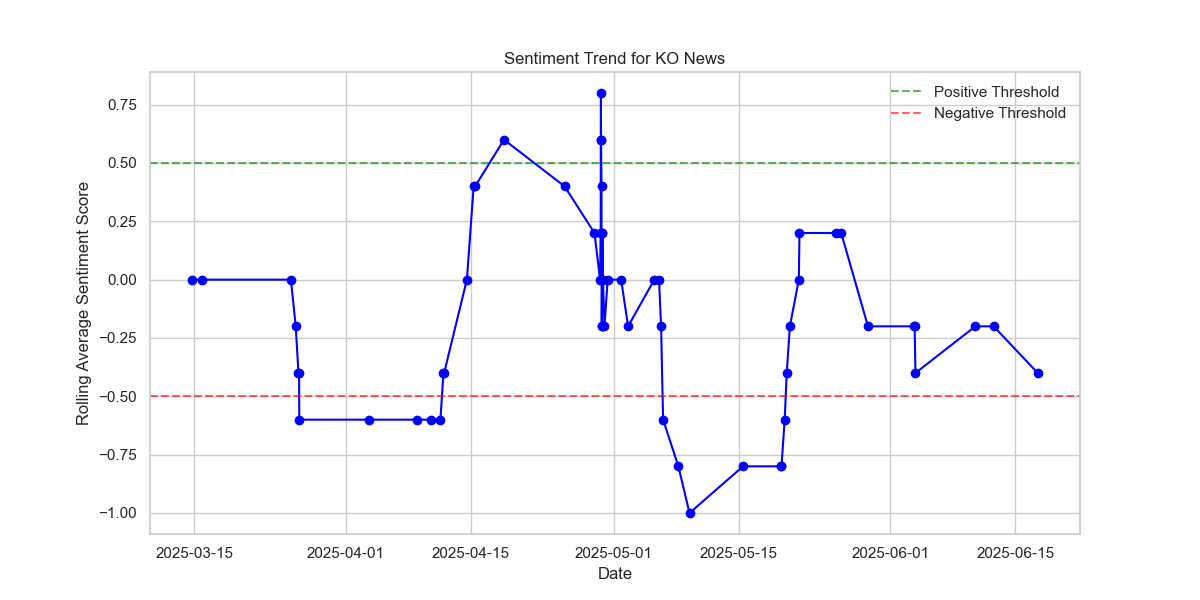 Sentiment Trend for KO News
Positive Threshold
Negative Threshold
Rolling Average Sentiment Score
0.75
0.50
0.25
0.00
−0.25
−0.50
−0.75
−1.00
2025-03-15 2025-04-01 2025-04-15 2025-05-01 2025-05-15 2025-06-01 2025-06-15
Date